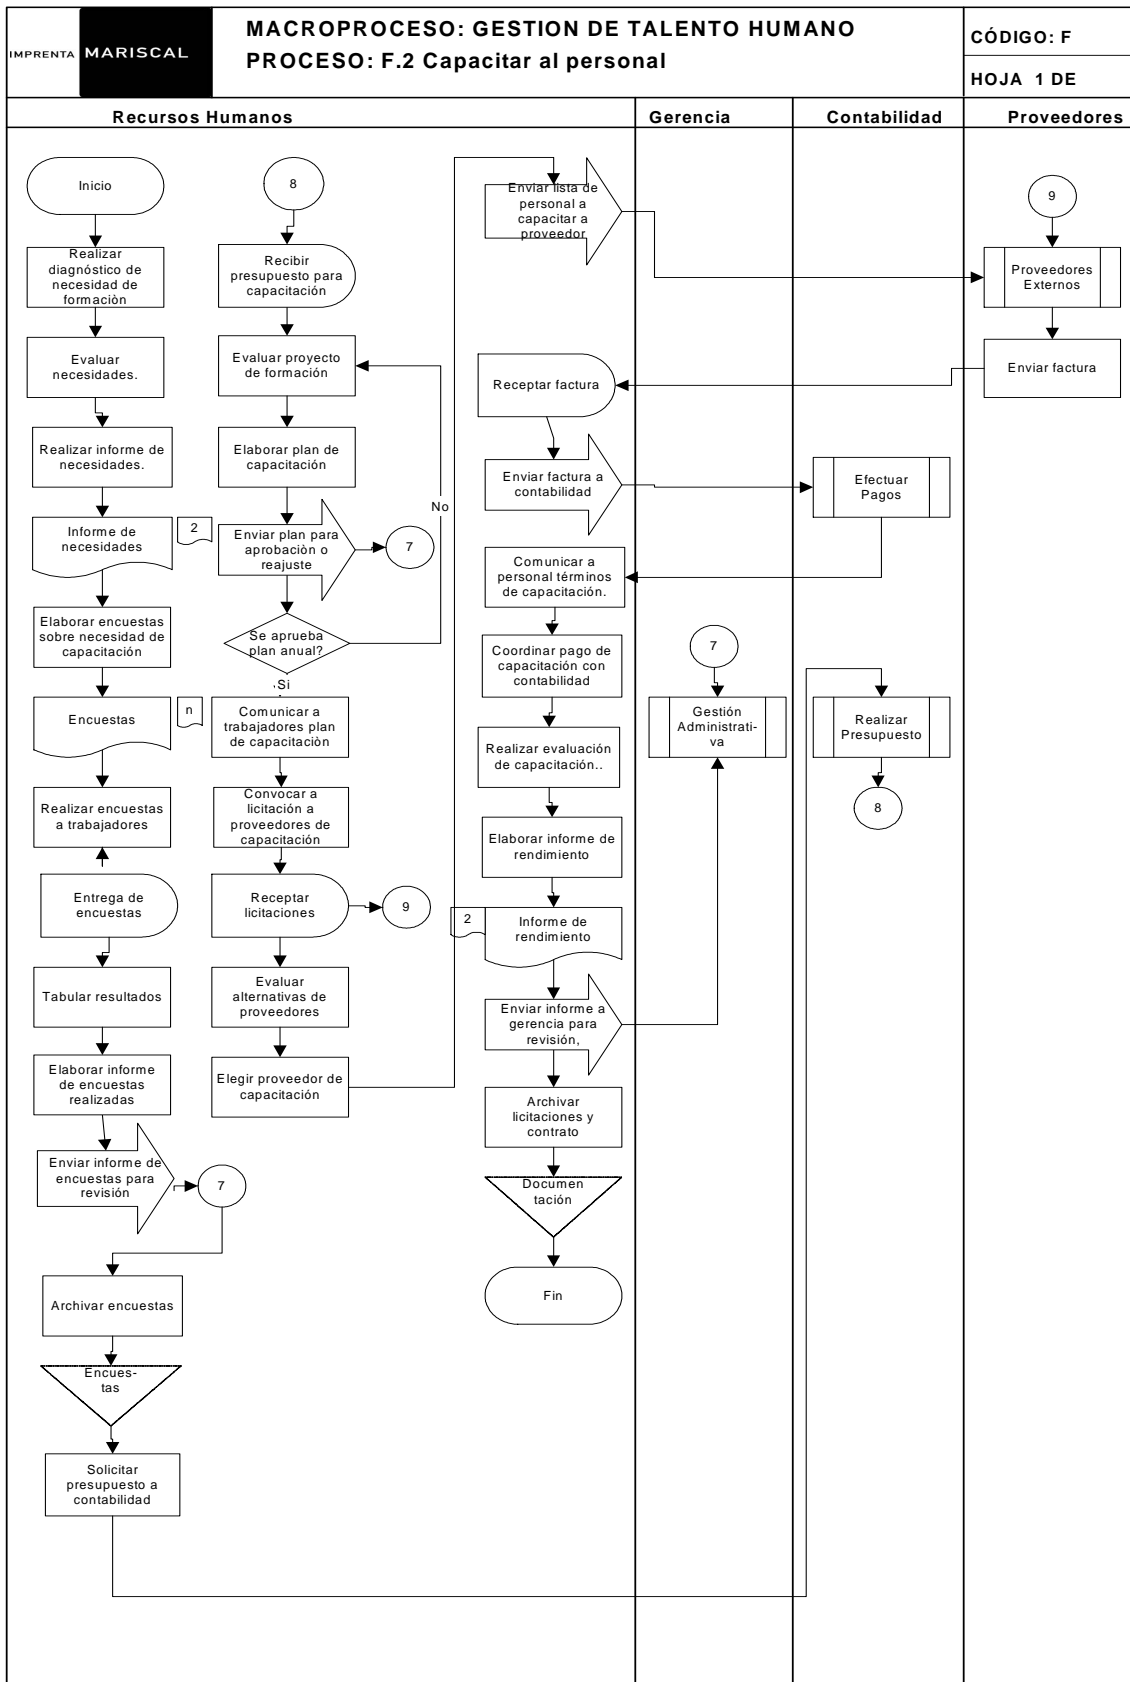 IMPRENTA MARISCAL
MACROPROCESO: GESTION DE TALENTO HUMANO
PROCESO: F.2 Capacitar al personal
CÓDIGO: F
HOJA 1 DE
Recursos Humanos
Gerencia
Contabilidad
Proveedores
Inicio
Realizar
diagnóstico de
necesidad de
formaciòn
Evaluar
necesidades.
Realizar informe de
necesidades.
Informe de
necesidades
2
Elaborar encuestas
sobre necesidad de
capacitación
Encuestas
n
Realizar encuestas
a trabajadores
Entrega de
encuestas
Tabular resultados
Elaborar informe
de encuestas
realizadas
Enviar informe de
encuestas para
revisión
7
Archivar encuestas
Encues-
tas
Solicitar
presupuesto a
contabilidad
8
Recibir
presupuesto para
capacitación
Evaluar proyecto
de formación
Elaborar plan de
capacitación
Enviar plan para
aprobaciòn o
reajuste
7
No
Se aprueba
plan anual?
Si
Comunicar a
trabajadores plan
de capacitaciòn
Convocar a
licitación a
proveedores de
capacitación
Receptar
licitaciones
9
Evaluar
alternativas de
proveedores
Elegir proveedor de
capacitación
Enviar lista de
personal a
capacitar a
proveedor
Receptar factura
Enviar factura a
contabilidad
Comunicar a
personal términos
de capacitación.
Coordinar pago de
capacitación con
contabilidad
Realizar evaluación
de capacitación..
Elaborar informe de
rendimiento
2
Informe de
rendimiento
Enviar informe a
gerencia para
revisión,
Archivar
licitaciones y
contrato
Documen
tación
Fin
7
Gestión
Administrati-
va
Efectuar
Pagos
Realizar
Presupuesto
8
9
Proveedores
Externos
Enviar factura